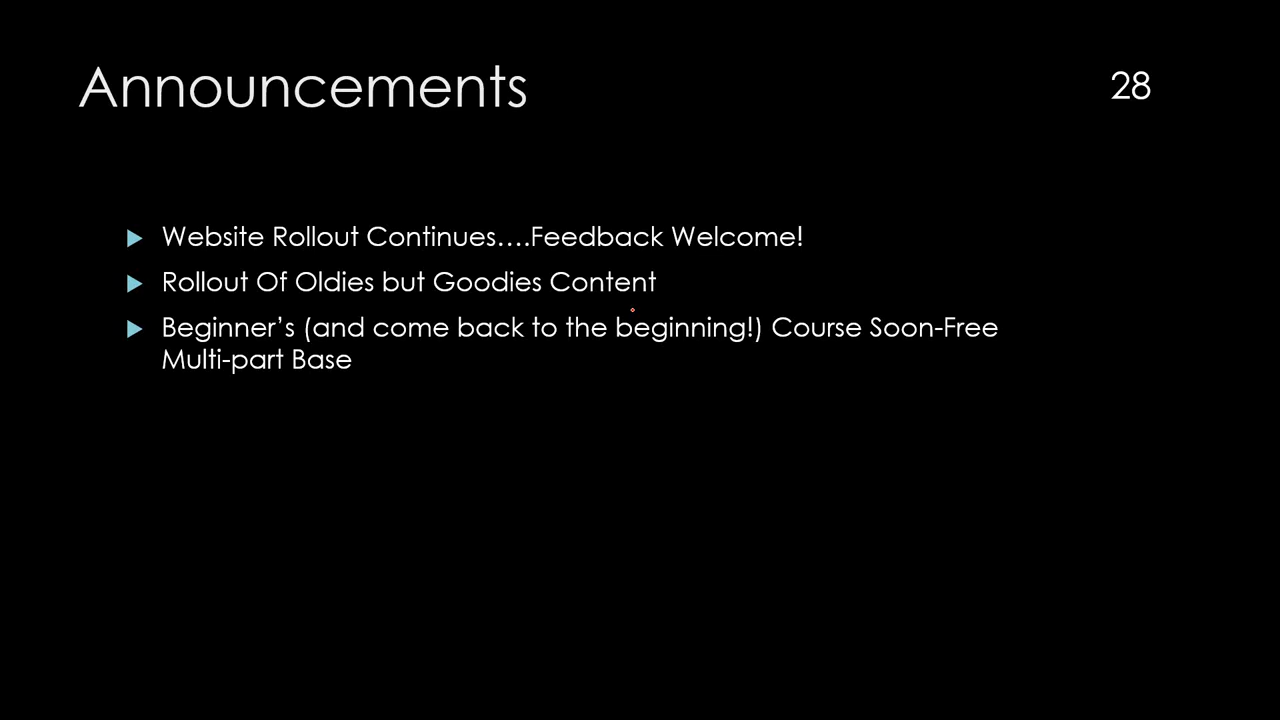 Announcements
28
Website Rollout Continues....Feedback Welcome!
Rollout Of Oldies but Goodies Content
Beginner’s (and come back to the beginning!) Course Soon-Free
Multi-part Base